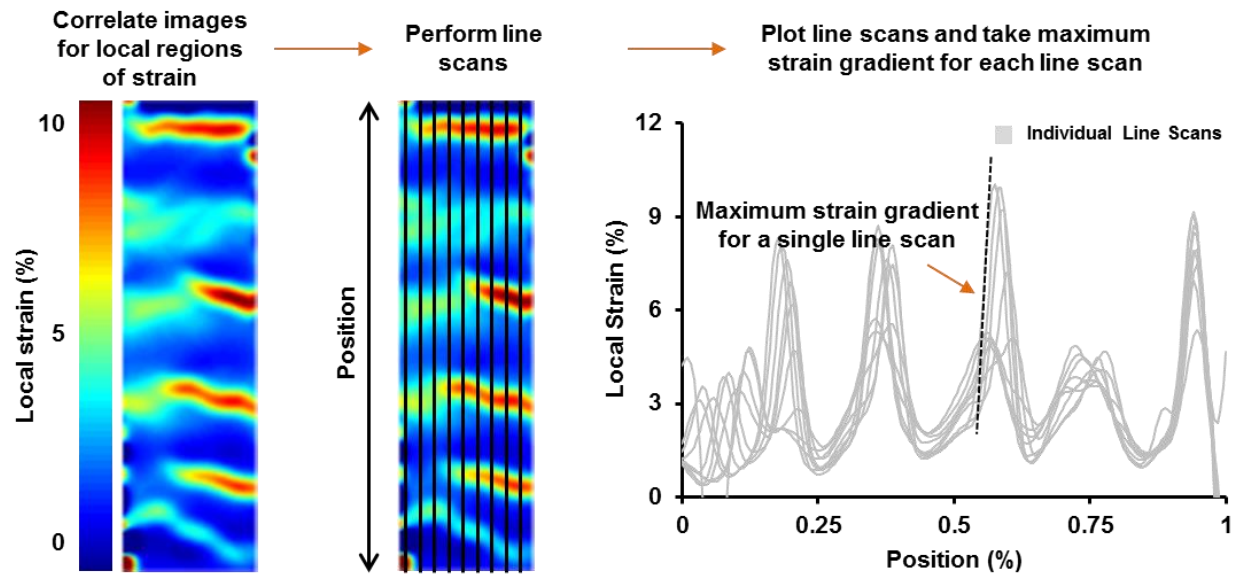 Correlate images
for local regions
of strain
Perform line
scans
Plot line scans and take maximum
strain gradient for each line scan
Local strain (%)
10
5
0
Position
Local Strain (%)
12
9
6
3
0
Individual Line Scans
Maximum strain gradient
for a single line scan
0
0.25
0.5
0.75
1
Position (%)